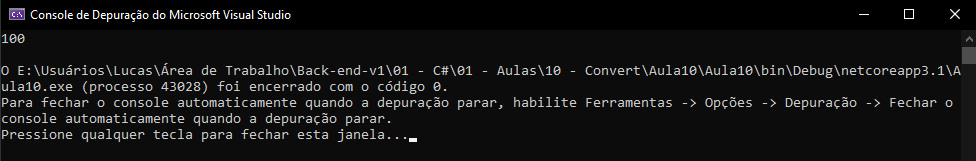 Console de Depuração do Microsoft Visual Studio
100
O E:\Usuários\Lucas\Área de Trabalho\Back-end-v1\01 - C#\01 - Aulas\10 - Convert\Aula10\Aula10\bin\Debug\netcoreapp3.1\A
ula10.exe (processo 43028) foi encerrado com o código 0.
Para fechar o console automaticamente quando a depuração parar, habilite Ferramentas -> Opções -> Depuração -> Fechar o
console automaticamente quando a depuração parar.
Pressione qualquer tecla para fechar esta janela...